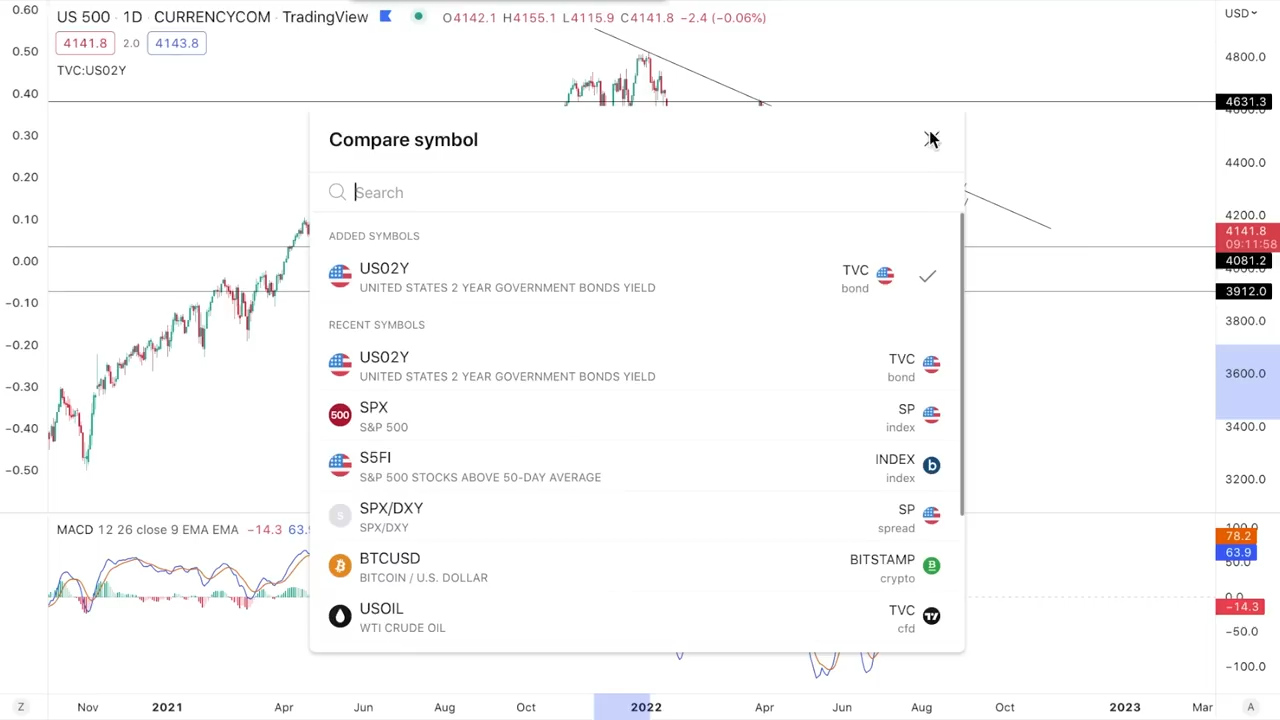 US 500 · 1D · CURRENCYCOM · TradingView O4142.1 H4155.1 L4115.9 C4141.8 −2.4 (−0.06%)
4141.8 2.0 4143.8
TVC:US02Y
USD
0.60
0.50
0.40
0.30
0.20
0.10
0.00
−0.10
−0.20
−0.30
−0.40
−0.50
Compare symbol
Search
ADDED SYMBOLS
US02Y TVC
UNITED STATES 2 YEAR GOVERNMENT BONDS YIELD bond
RECENT SYMBOLS
US02Y TVC
UNITED STATES 2 YEAR GOVERNMENT BONDS YIELD bond
500 SPX SP
S&P 500 index
S5FI INDEX b
S&P 500 STOCKS ABOVE 50-DAY AVERAGE index
S SPX/DXY SP
SPX/DXY spread
BTCUSD BITSTAMP
BITCOIN / U.S. DOLLAR crypto
USOIL TVC
WTI CRUDE OIL cfd
4800.0
4631.3
4400.0
4200.0
4141.8
09:11:58
4081.2
3912.0
3800.0
3600.0
3400.0
3200.0
MACD 12 26 close 9 EMA EMA −14.3 63.9
78.2
63.9
50.0
0.0
−14.3
−50.0
−100.0
Z Nov 2021 Apr Jun Aug Oct 2022 Apr Jun Aug Oct 2023 Mar A